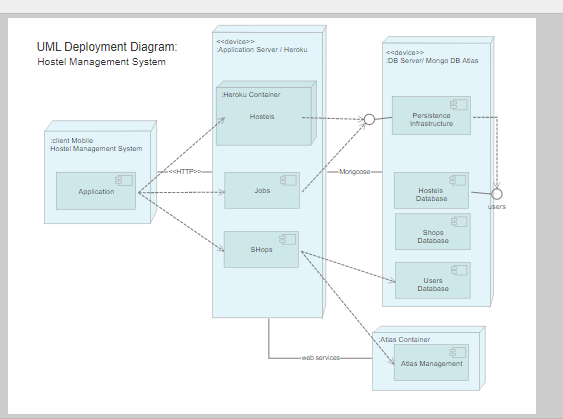 UML Deployment Diagram:
Hostel Management System
<<device>>
:Application Server / Heroku
<<device>>
:DB Server/ Mongo DB Atlas
:Heroku Container
Hostels
Persistence
Infrastructure
:client Mobile
Hostel Management System
<<HTTP>>
Mongoose
Application
Jobs
Hostels
Database
users
Shops
Database
SHops
Users
Database
:Atlas Container
web services
Atlas Management